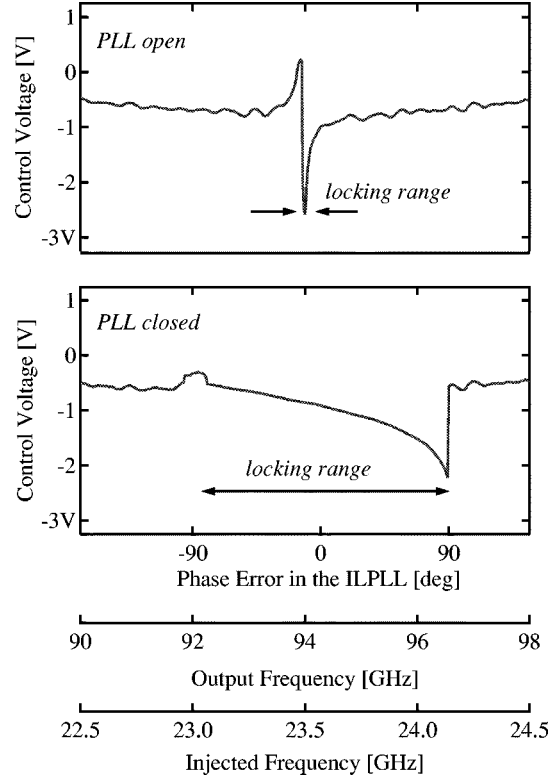 PLL open
Control Voltage [V]
1
0
-1
-2
-3V
locking range
PLL closed
Control Voltage [V]
1
0
-1
-2
-3V
locking range
-90 0 90
Phase Error in the ILPLL [deg]
90 92 94 96 98
Output Frequency [GHz]
22.5 23.0 23.5 24.0 24.5
Injected Frequency [GHz]